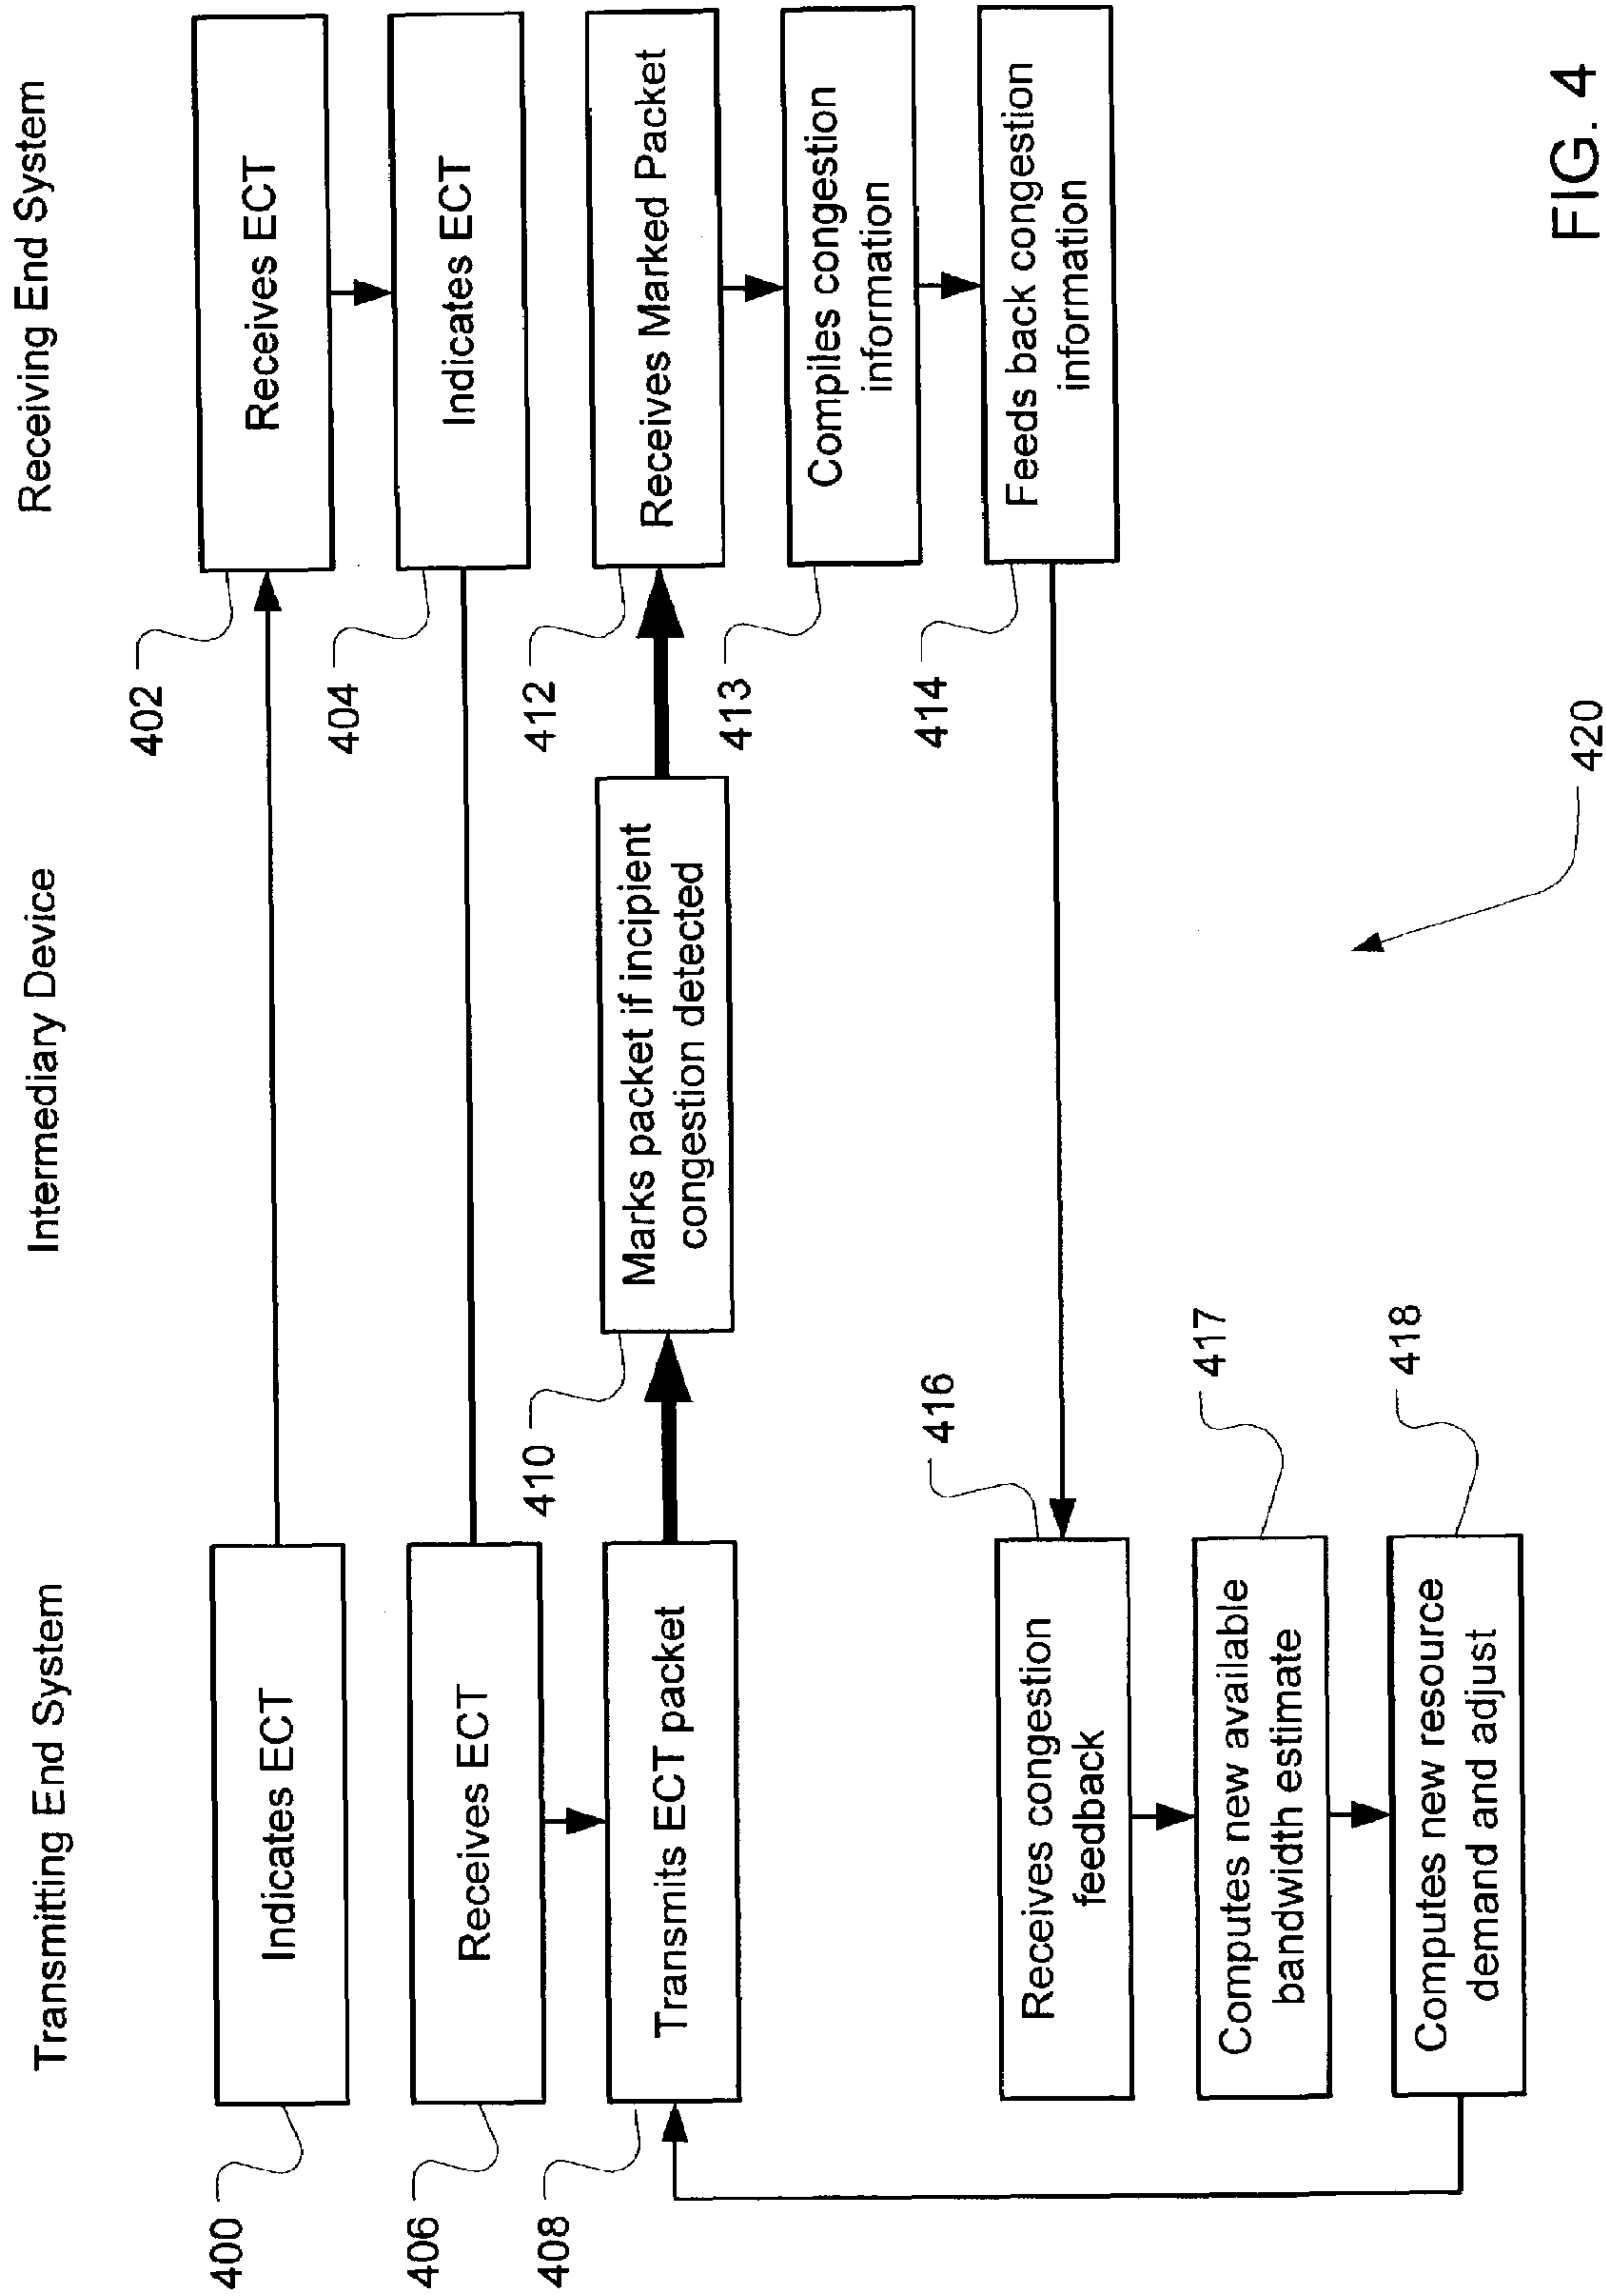 Transmitting End System
Intermediary Device
Receiving End System
400
Indicates ECT
402
Receives ECT
404
Indicates ECT
406
Receives ECT
408
Transmits ECT packet
410
Marks packet if incipient
congestion detected
412
Receives Marked Packet
413
Compiles congestion
information
414
Feeds back congestion
information
416
Receives congestion
feedback
417
Computes new available
bandwidth estimate
418
Computes new resource
demand and adjust
420
FIG. 4